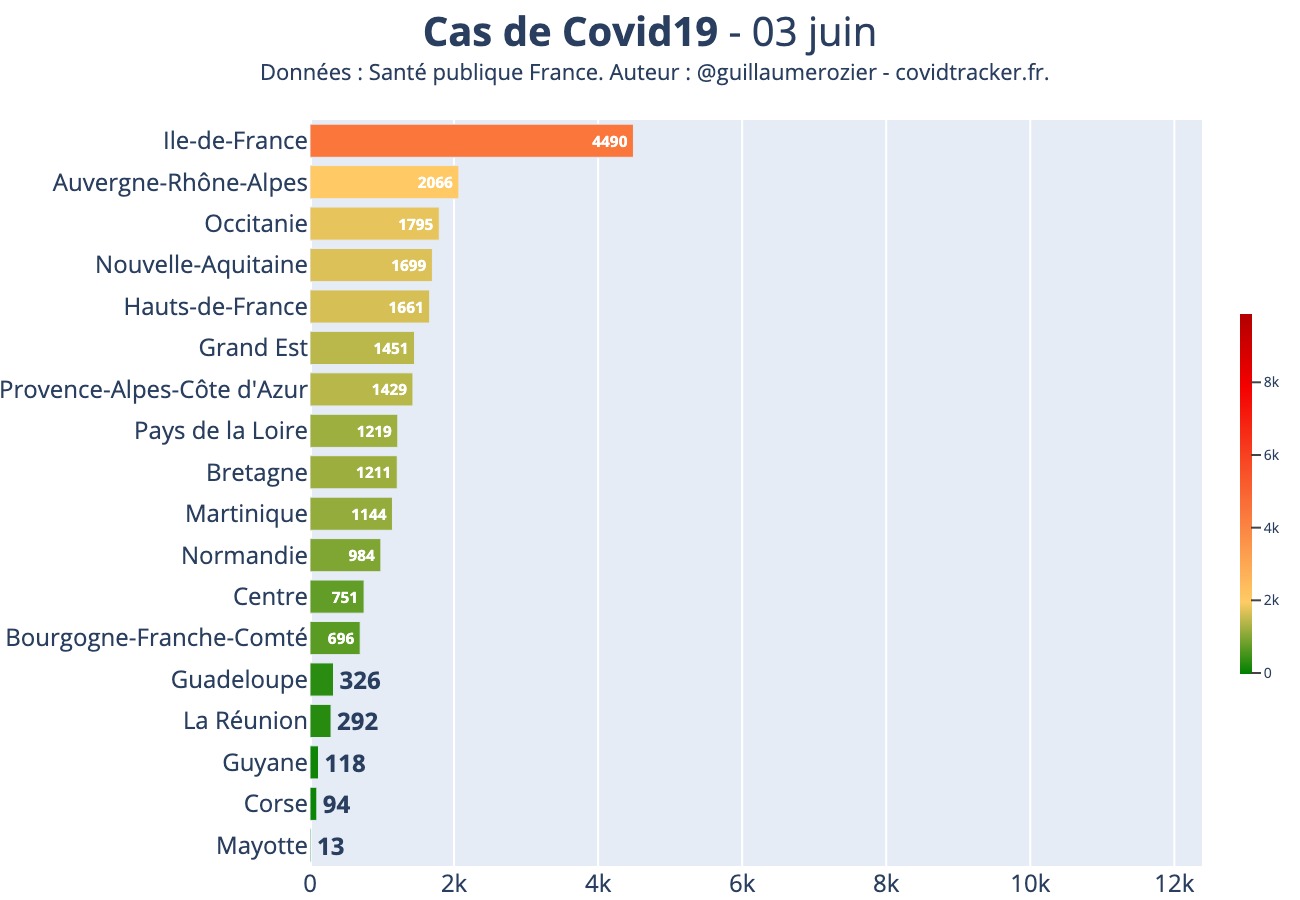 Cas de Covid19 - 03 juin
Données : Santé publique France. Auteur : @guillaumerozier - covidtracker.fr.
Ile-de-France 4490
Auvergne-Rhône-Alpes 2066
Occitanie 1795
Nouvelle-Aquitaine 1699
Hauts-de-France 1661
Grand Est 1451
Provence-Alpes-Côte d'Azur 1429
Pays de la Loire 1219
Bretagne 1211
Martinique 1144
Normandie 984
Centre 751
Bourgogne-Franche-Comté 696
Guadeloupe 326
La Réunion 292
Guyane 118
Corse 94
Mayotte 13
0 2k 4k 6k 8k 10k 12k
8k
6k
4k
2k
0